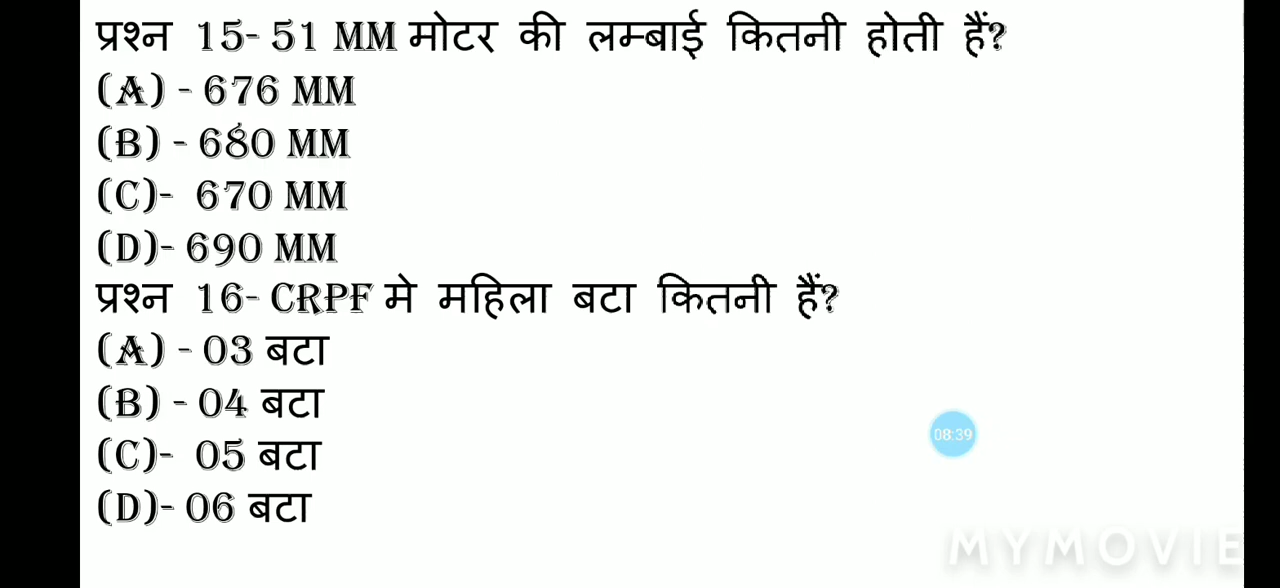 प्रश्न 15- 51 MM मोटर की लम्बाई कितनी होती हैं?
(A) - 676 MM
(B) - 680 MM
(C)- 670 MM
(D)- 690 MM
प्रश्न 16- CRPF मे महिला बटा कितनी हैं?
(A) - 03 बटा
(B) - 04 बटा
(C)- 05 बटा
(D)- 06 बटा
08:39
MYMOVIE